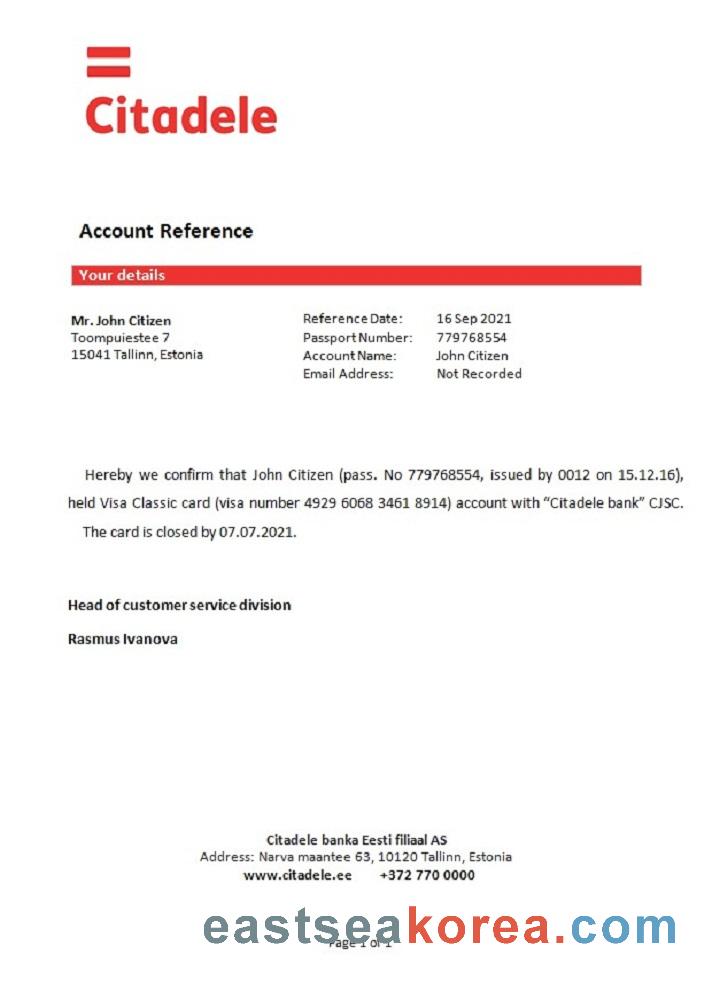 Citadele
Account Reference
Your details
Mr. John Citizen
Toompuiestee 7
15041 Tallinn, Estonia
Reference Date: 16 Sep 2021
Passport Number: 779768554
Account Name: John Citizen
Email Address: Not Recorded
Hereby we confirm that John Citizen (pass. No 779768554, issued by 0012 on 15.12.16),
held Visa Classic card (visa number 4929 6068 3461 8914) account with “Citadele bank” CJSC.
The card is closed by 07.07.2021.
Head of customer service division
Rasmus Ivanova
Citadele banka Eesti filiaal AS
Address: Narva maantee 63, 10120 Tallinn, Estonia
www.citadele.ee +372 770 0000
eastseakorea.com
Page 1 of 1